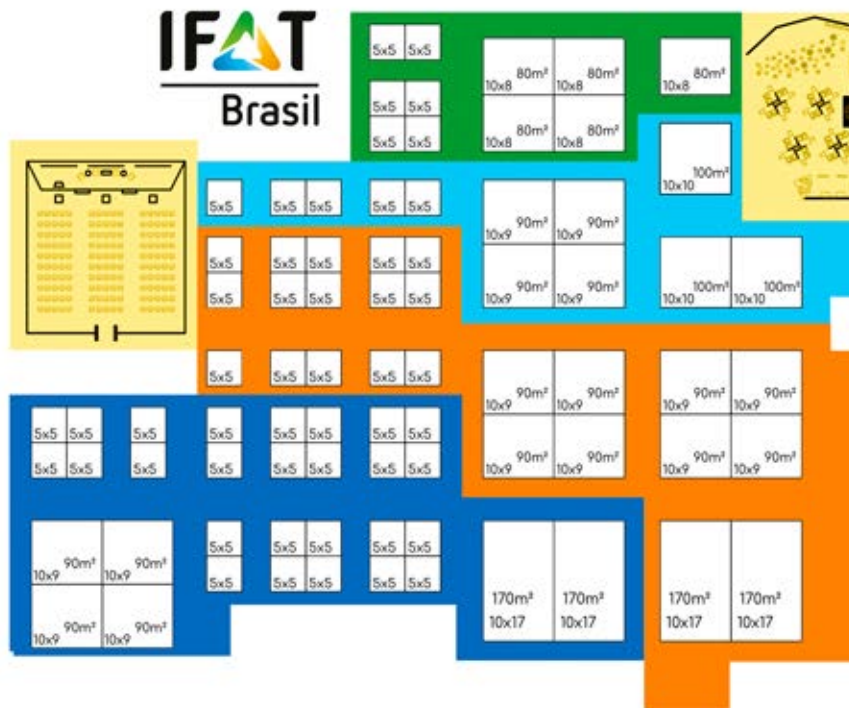 IFAT
Brasil
5x5 5x5
10x8 80m² 10x8 80m² 10x8 80m²
5x5 5x5
5x5 5x5 10x8 80m² 10x8 80m²
10x10 100m²
5x5 5x5 5x5 5x5 5x5 10x9 90m² 10x9 90m²
5x5 5x5 5x5 5x5 5x5
5x5 5x5 5x5 5x5 5x5 10x9 90m² 10x9 90m² 10x10 100m² 10x10 100m²
5x5 5x5 5x5 5x5 5x5 10x9 90m² 10x9 90m² 10x9 90m² 10x9 90m²
5x5 5x5 5x5 5x5 5x5 5x5 5x5 5x5
5x5 5x5 5x5 5x5 5x5 5x5 5x5 5x5 10x9 90m² 10x9 90m² 10x9 90m² 10x9 90m²
5x5 5x5 5x5 5x5 5x5
10x9 90m² 10x9 90m² 5x5 5x5 5x5 5x5 5x5
170m² 170m² 170m² 170m²
10x17 10x17 10x17 10x17
10x9 90m² 10x9 90m²